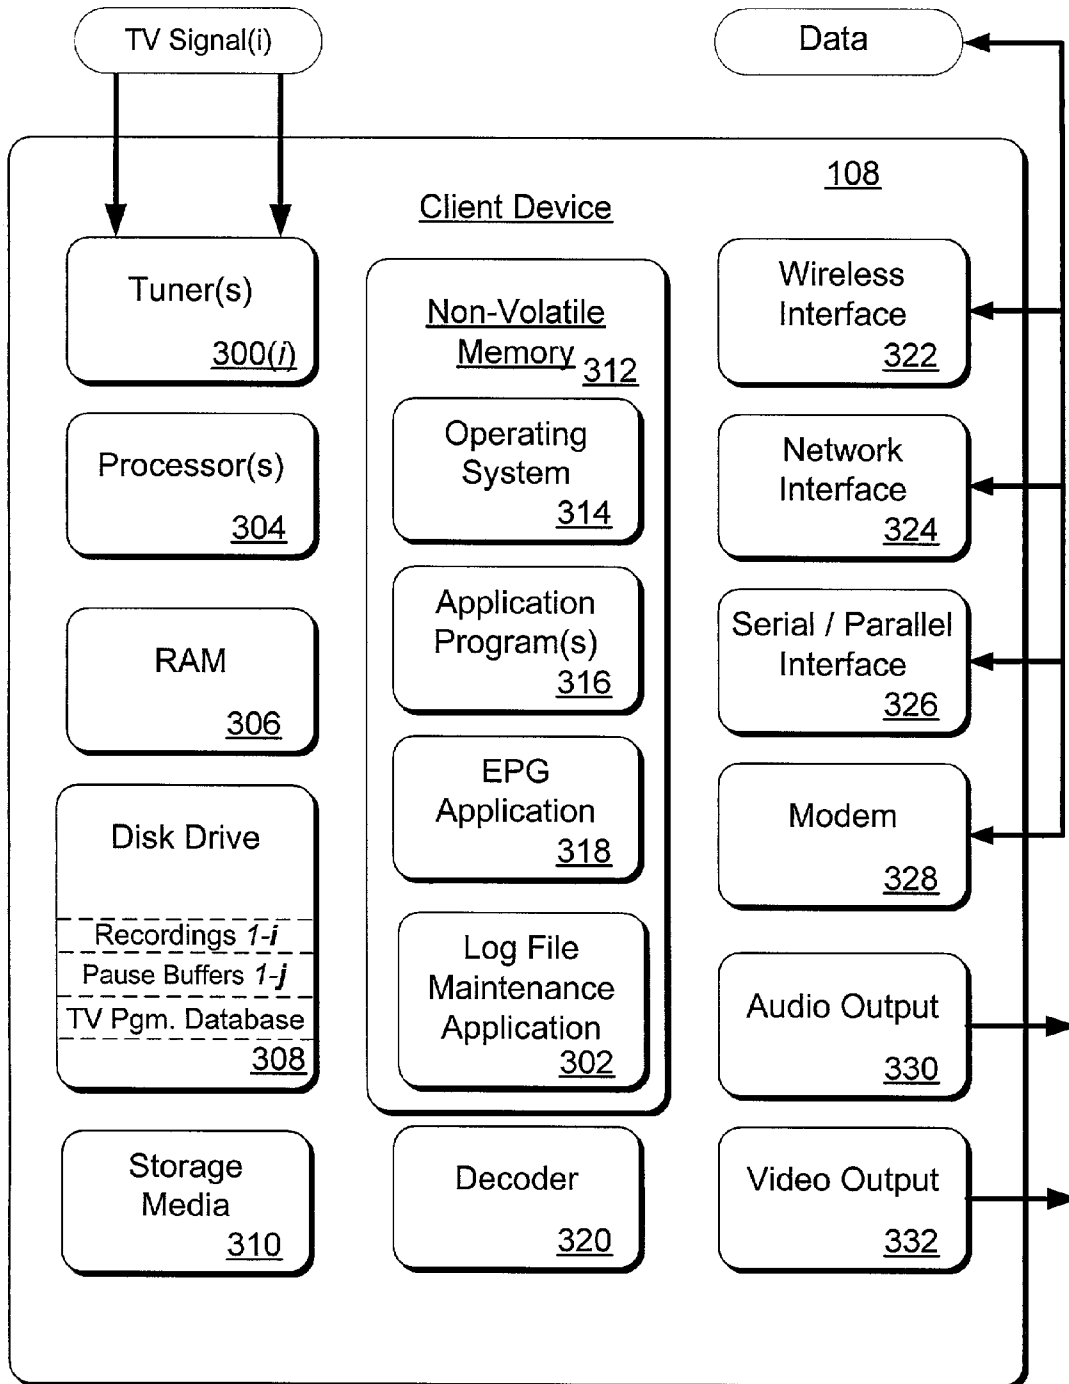 TV Signal(i)
Data
108
Client Device
Tuner(s)
300(i)
Processor(s)
304
RAM
306
Disk Drive
Recordings 1-i
Pause Buffers 1-j
TV Pgm. Database
308
Storage
Media
310
Non-Volatile
Memory
312
Operating
System
314
Application
Program(s)
316
EPG
Application
318
Log File
Maintenance
Application
302
Decoder
320
Wireless
Interface
322
Network
Interface
324
Serial / Parallel
Interface
326
Modem
328
Audio Output
330
Video Output
332